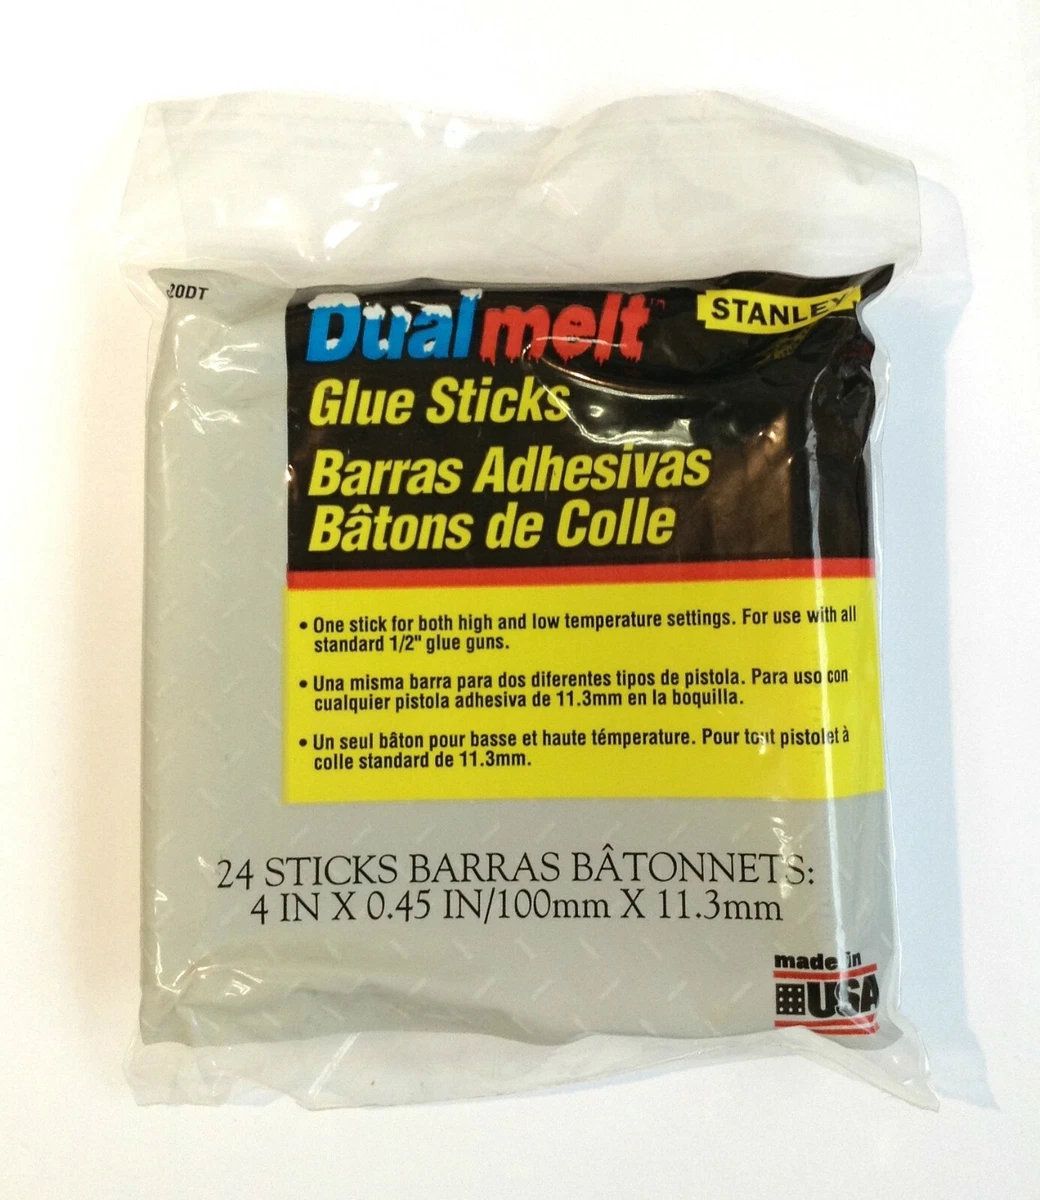 20DT
Dualmelt™
STANLEY
Glue Sticks
Barras Adhesivas
Bâtons de Colle
• One stick for both high and low temperature settings. For use with all
standard 1/2" glue guns.
• Una misma barra para dos diferentes tipos de pistola. Para uso con
cualquier pistola adhesiva de 11.3mm en la boquilla.
• Un seul bâton pour basse et haute témperature. Pour tout pistolet à
colle standard de 11.3mm.
24 STICKS BARRAS BÂTONNETS:
4 IN X 0.45 IN/100mm X 11.3mm
made in
USA